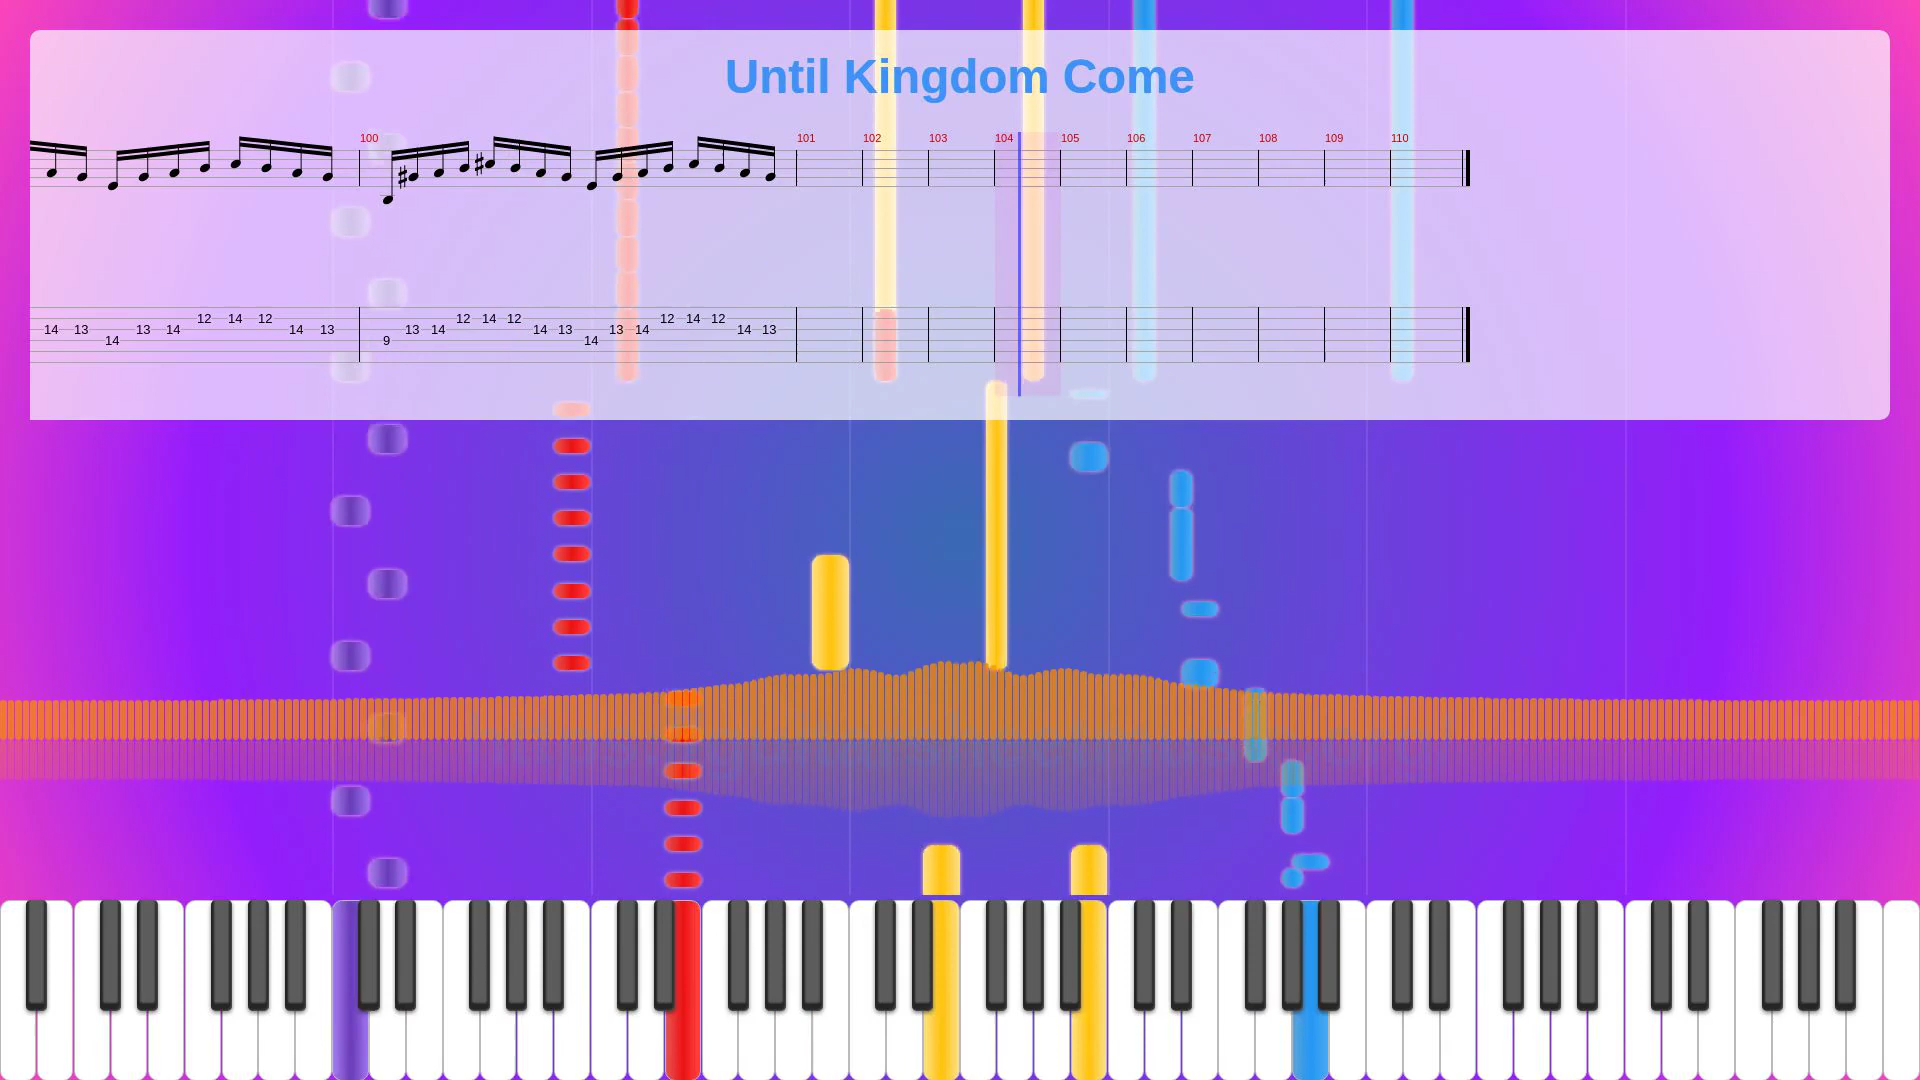 Until Kingdom Come
100 101 102 103 104 105 106 107 108 109 110
12 14 12 12 14 12 12 14 12
14 13 13 14 14 13 13 14 14 13 13 14 14 13
14 9 14